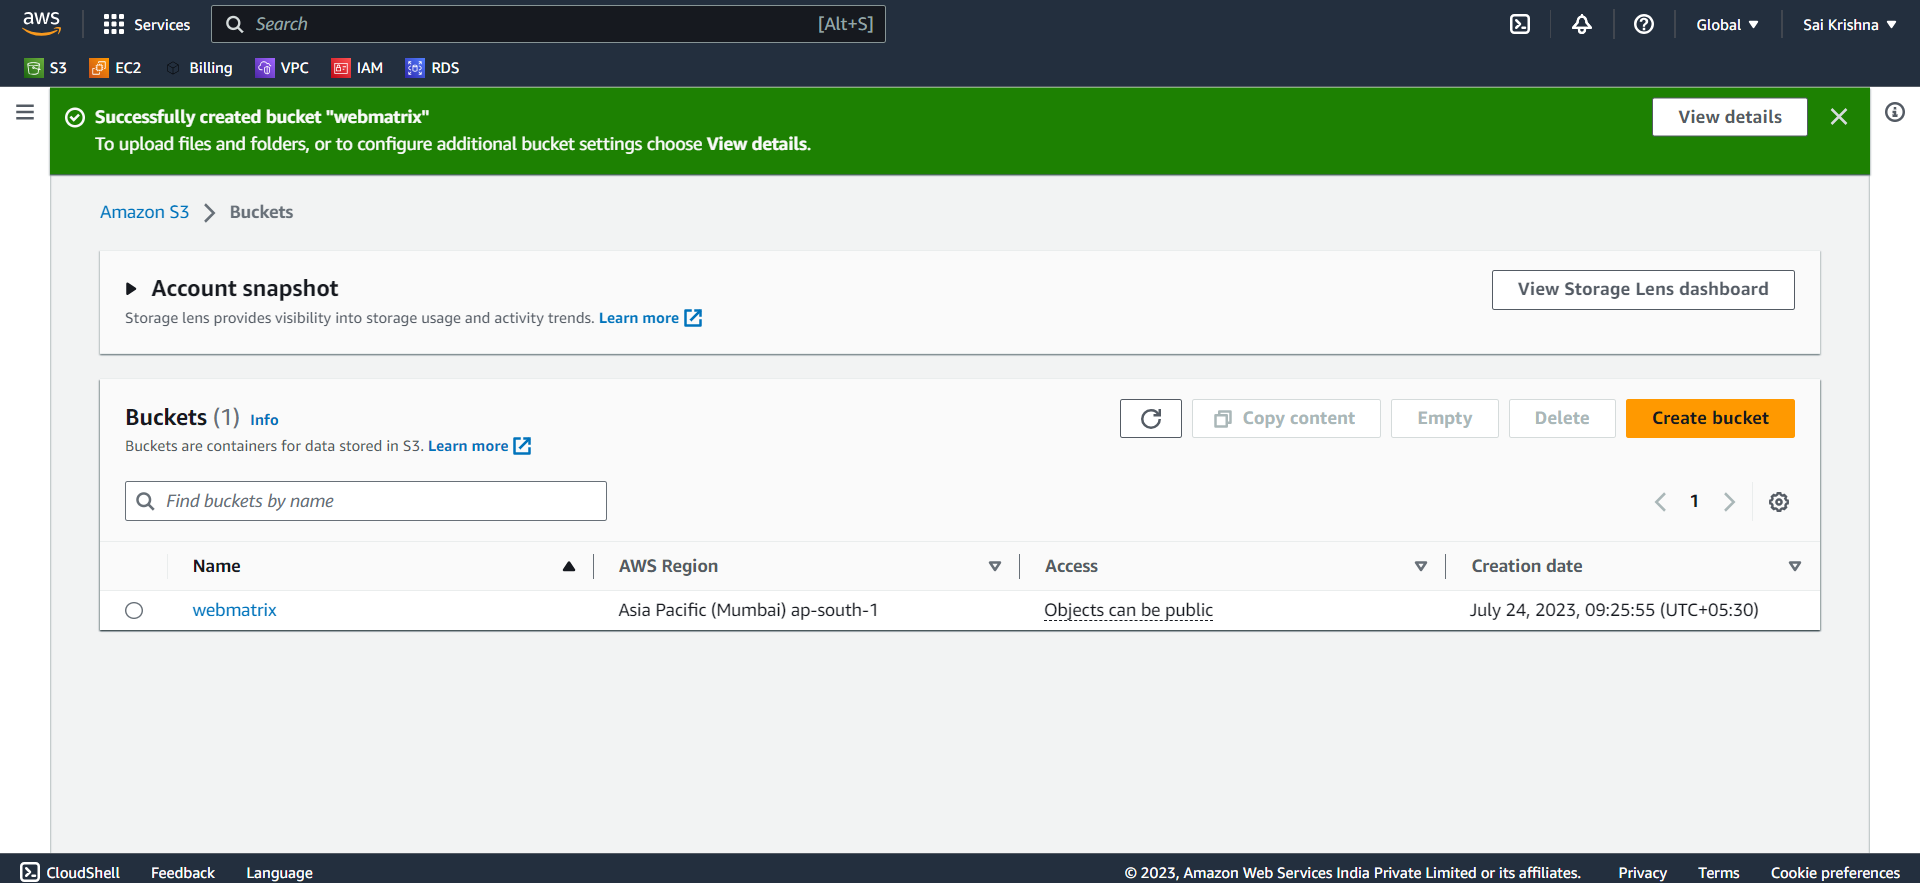 aws Services Search [Alt+S] Global Sai Krishna
S3 EC2 Billing VPC IAM RDS
Successfully created bucket "webmatrix"
To upload files and folders, or to configure additional bucket settings choose View details.
View details
Amazon S3 Buckets
Account snapshot
Storage lens provides visibility into storage usage and activity trends. Learn more
View Storage Lens dashboard
Buckets (1) Info
Buckets are containers for data stored in S3. Learn more
Copy content Empty Delete Create bucket
Find buckets by name
1
Name AWS Region Access Creation date
webmatrix Asia Pacific (Mumbai) ap-south-1 Objects can be public July 24, 2023, 09:25:55 (UTC+05:30)
CloudShell Feedback Language © 2023, Amazon Web Services India Private Limited or its affiliates. Privacy Terms Cookie preferences